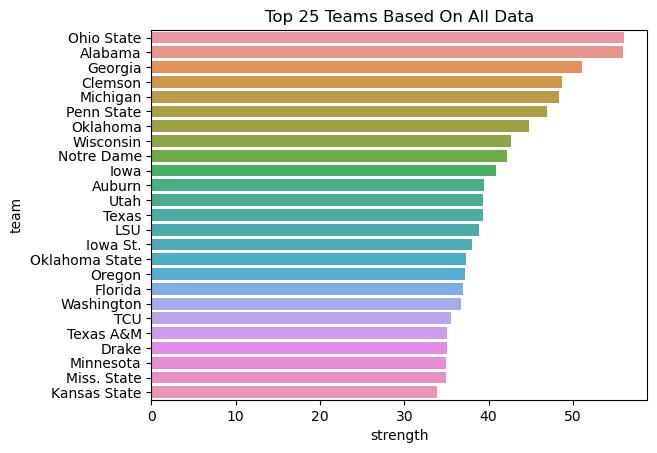 Top 25 Teams Based On All Data
team
Ohio State
Alabama
Georgia
Clemson
Michigan
Penn State
Oklahoma
Wisconsin
Notre Dame
Iowa
Auburn
Utah
Texas
LSU
Iowa St.
Oklahoma State
Oregon
Florida
Washington
TCU
Texas A&M
Drake
Minnesota
Miss. State
Kansas State
0 10 20 30 40 50
strength